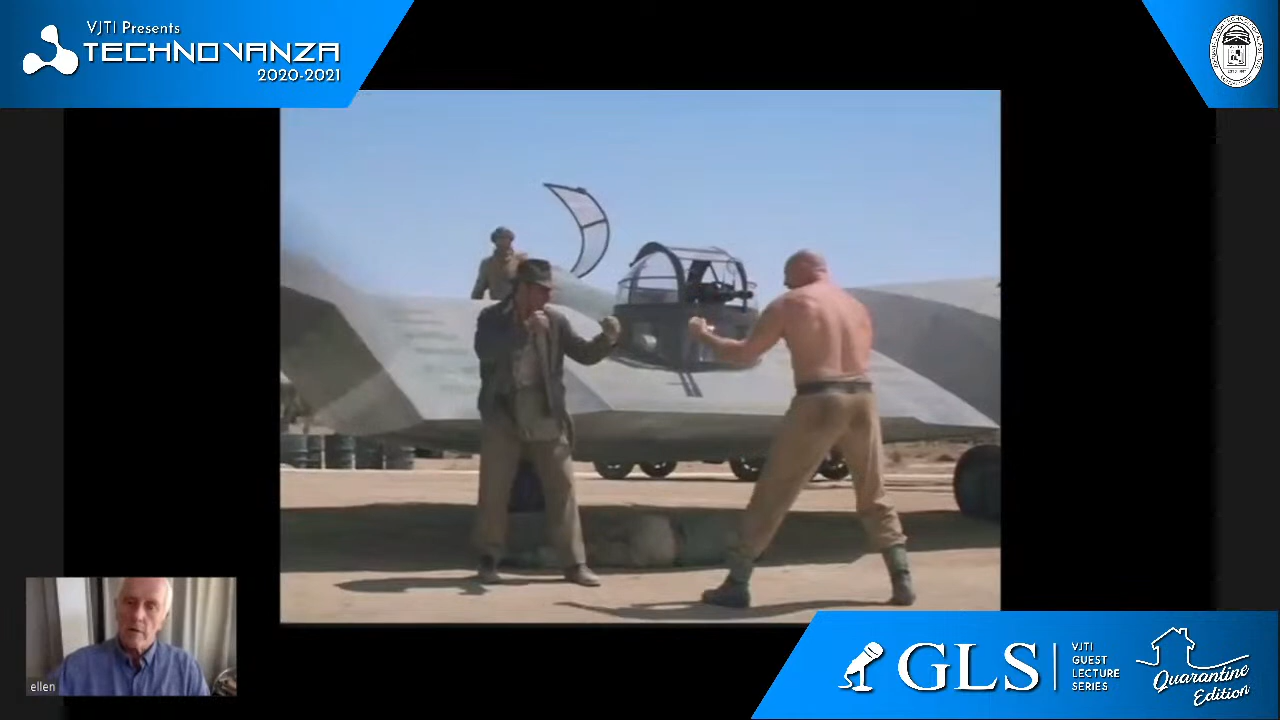 VJTI Presents
TECHNOVANZA
2020-2021
ellen
GLS
VJTI
GUEST
LECTURE
SERIES
Quarantine
Edition